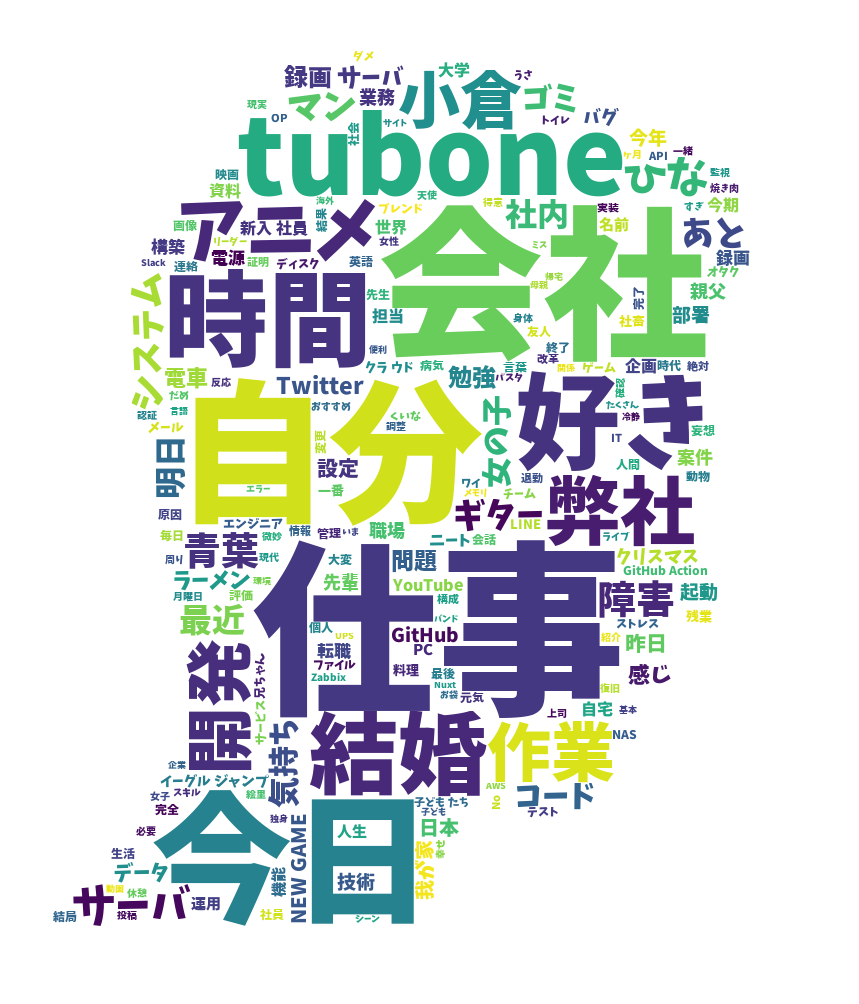 ダメ
録画 サーバ
大学
うさ
マン
業務
小倉
ゴミ
現実
OP
社会
サイト
トイレ
バグ
tubone
今年
ヶ月
API
一緒
ひな
監視
焼き肉
映画
資料
海外
天使
得意
すぎ
今期
アニメ
結果
ブレンド
社内
実装
名前
あと
画像
新入 社員
世界
リーダー
女性
会社
ミス
構築
電源
録画
Slack
連絡
証明
ディスク
英語
帰宅
オタク
時間
先生
母親
完了
親父
システム
担当
身体
社畜
部署
友人
便利
終了
改革
電車
反応
クラ ウド
病気
勉強
言葉
関係
ゲーム
企画
時代
絶対
パスタ
だめ
Twitter
認証
言語
おすすめ
自分
くいな
女の子
好き
たくさん
冷静
メール
調整
変更
IT
妄想
明日
設定
人間
案件
動物
エラー
一番
ワイ
退勤
メモリ
チーム
原因
ギター
弊社
エンジニア
LINE
毎日
青葉
微妙
情報
管理
いま
職場
ニート
会話
ライブ
周り
現代
大変
問題
クリスマス
ラーメン
環境
先輩
YouTube
GitHub Action
月曜日
評価
構成
障害
起動
最近
仕事
残業
個人
UPS
バンド
ストレス
GitHub
紹介
転職
PC
昨日
開発
兄ちゃん
ファイル
料理
最後
感じ
Zabbix
Nuxt
復旧
お袋
元気
サービス
上司
自宅
基本
気持ち
結婚
作業
NAS
企業
イーグル ジャンプ
女子
スキル
絵里
AWS
No
コード
完全
今日
独身
子ども たち
子ども
テスト
必要
NEW GAME
人生
日本
生活
幸せ
データ
機能
技術
我が家
動画
休憩
サーバ
運用
結局
投稿
社員
シーン